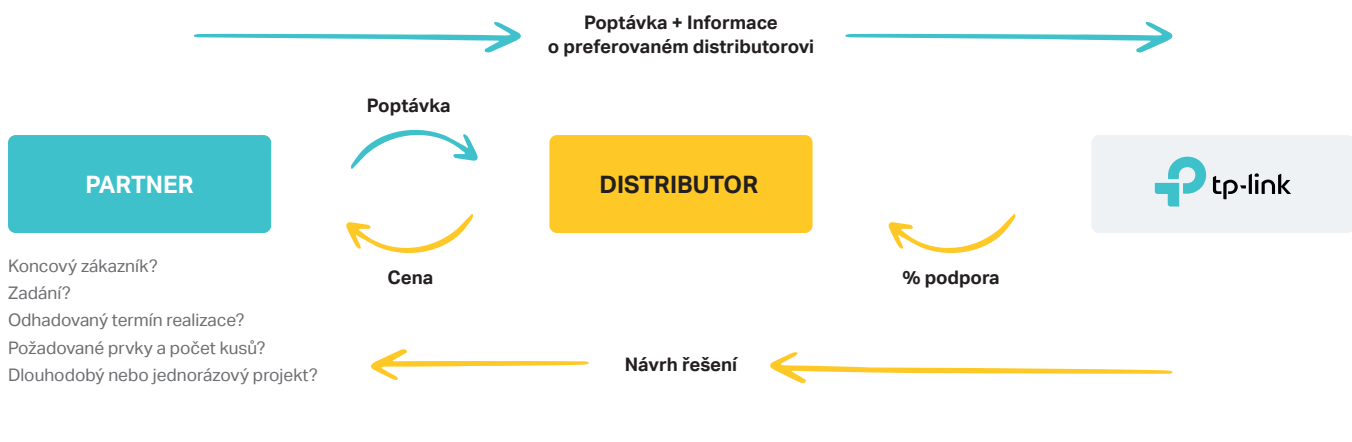 Poptávka + Informace
o preferovaném distributorovi
Poptávka
PARTNER
DISTRIBUTOR
tp-link
Cena
% podpora
Koncový zákazník?
Zadání?
Odhadovaný termín realizace?
Požadované prvky a počet kusů?
Dlouhodobý nebo jednorázový projekt?
Návrh řešení